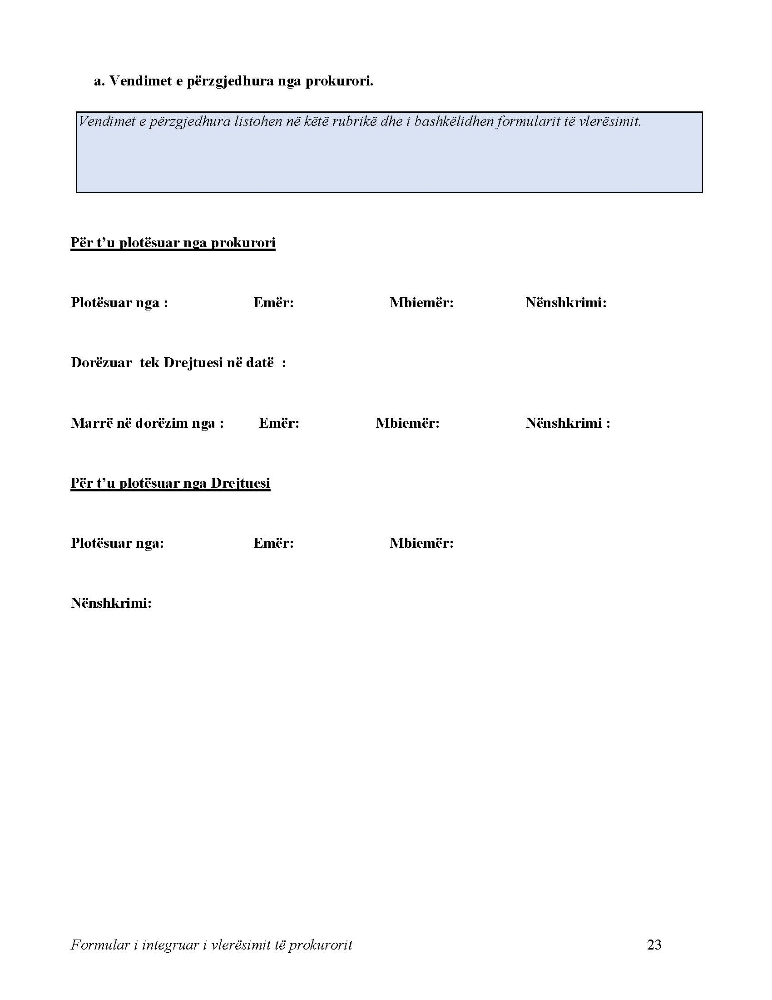 a. Vendimet e përzgjedhura nga prokurori.
Vendimet e përzgjedhura listohen në këtë rubrikë dhe i bashkëlidhen formularit të vlerësimit.
Për t’u plotësuar nga prokurori
Plotësuar nga : Emër: Mbiemër: Nënshkrimi:
Dorëzuar tek Drejtuesi në datë :
Marrë në dorëzim nga : Emër: Mbiemër: Nënshkrimi :
Për t’u plotësuar nga Drejtuesi
Plotësuar nga: Emër: Mbiemër:
Nënshkrimi:
Formular i integruar i vlerësimit të prokurorit 23